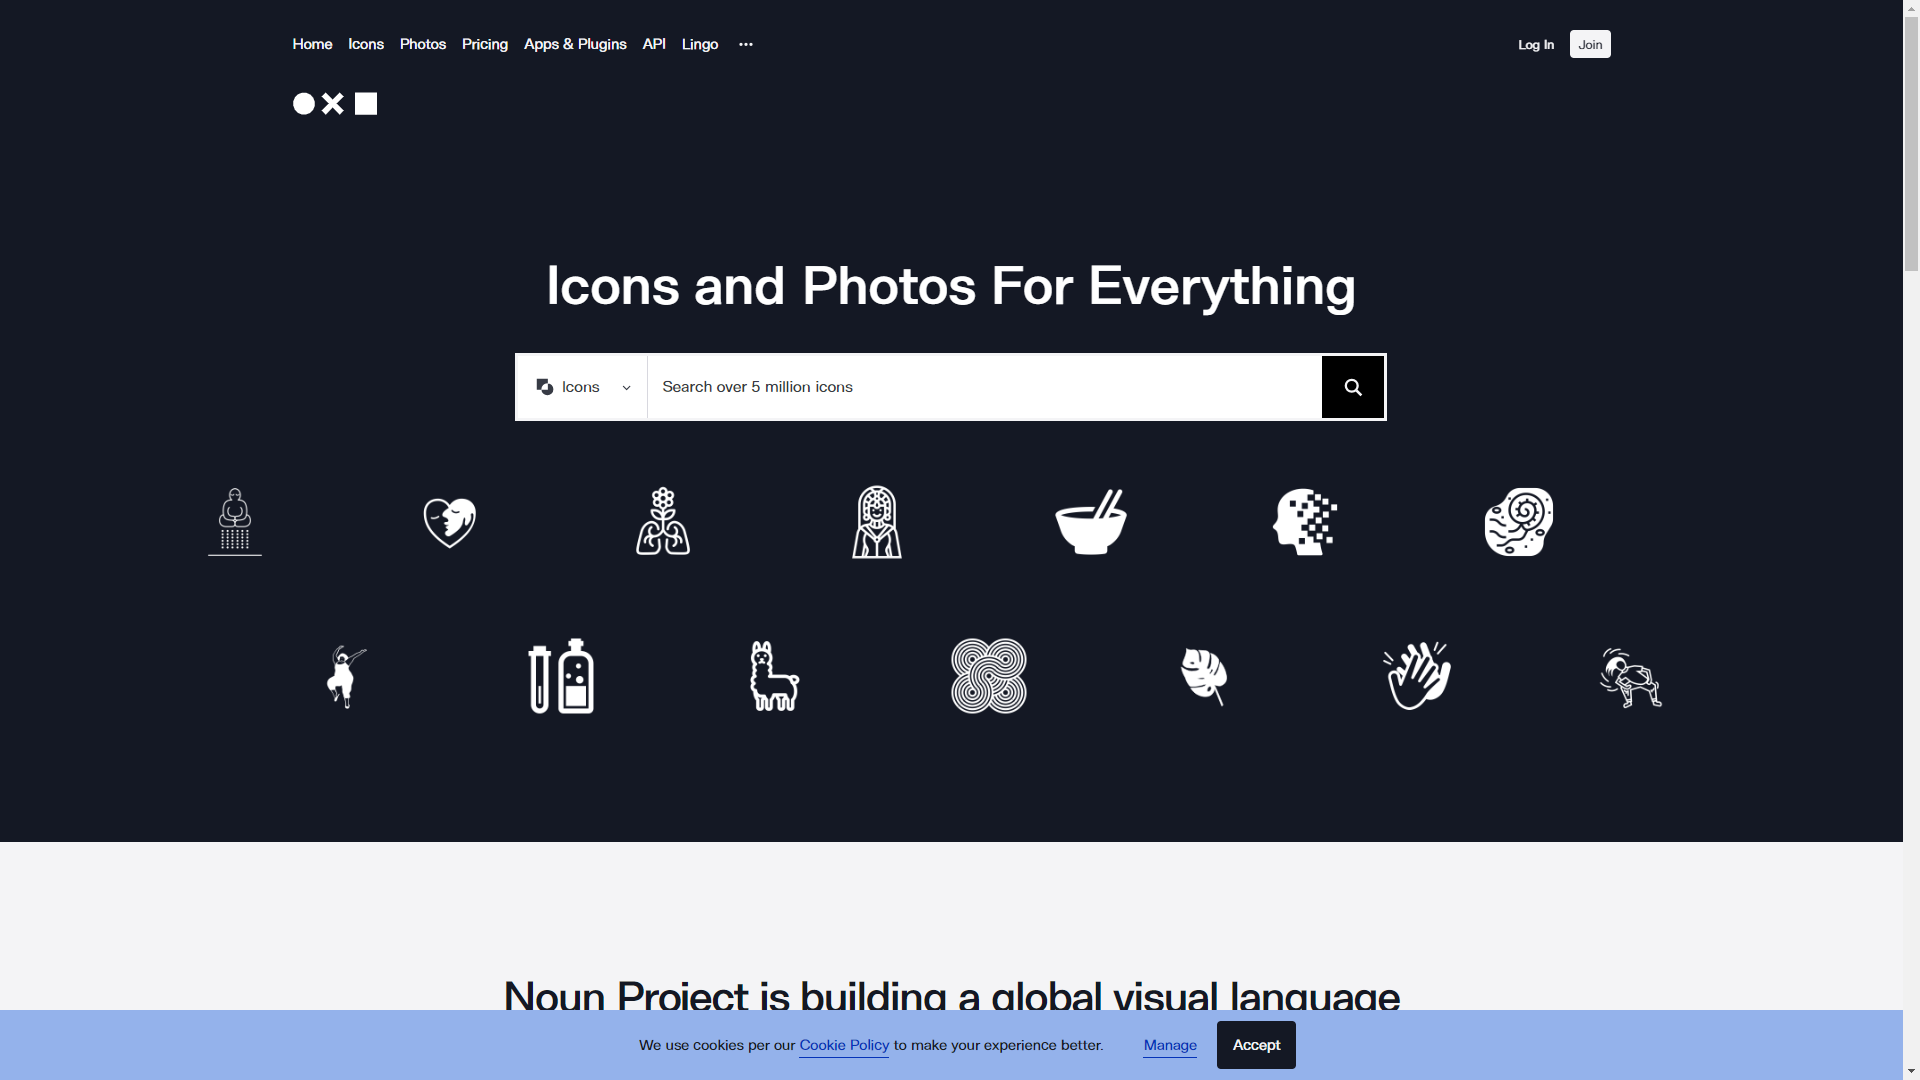 Home Icons Photos Pricing Apps & Plugins API Lingo ••• Log In Join
Icons and Photos For Everything
Icons Search over 5 million icons
Noun Project is building a global visual language
We use cookies per our Cookie Policy to make your experience better. Manage Accept